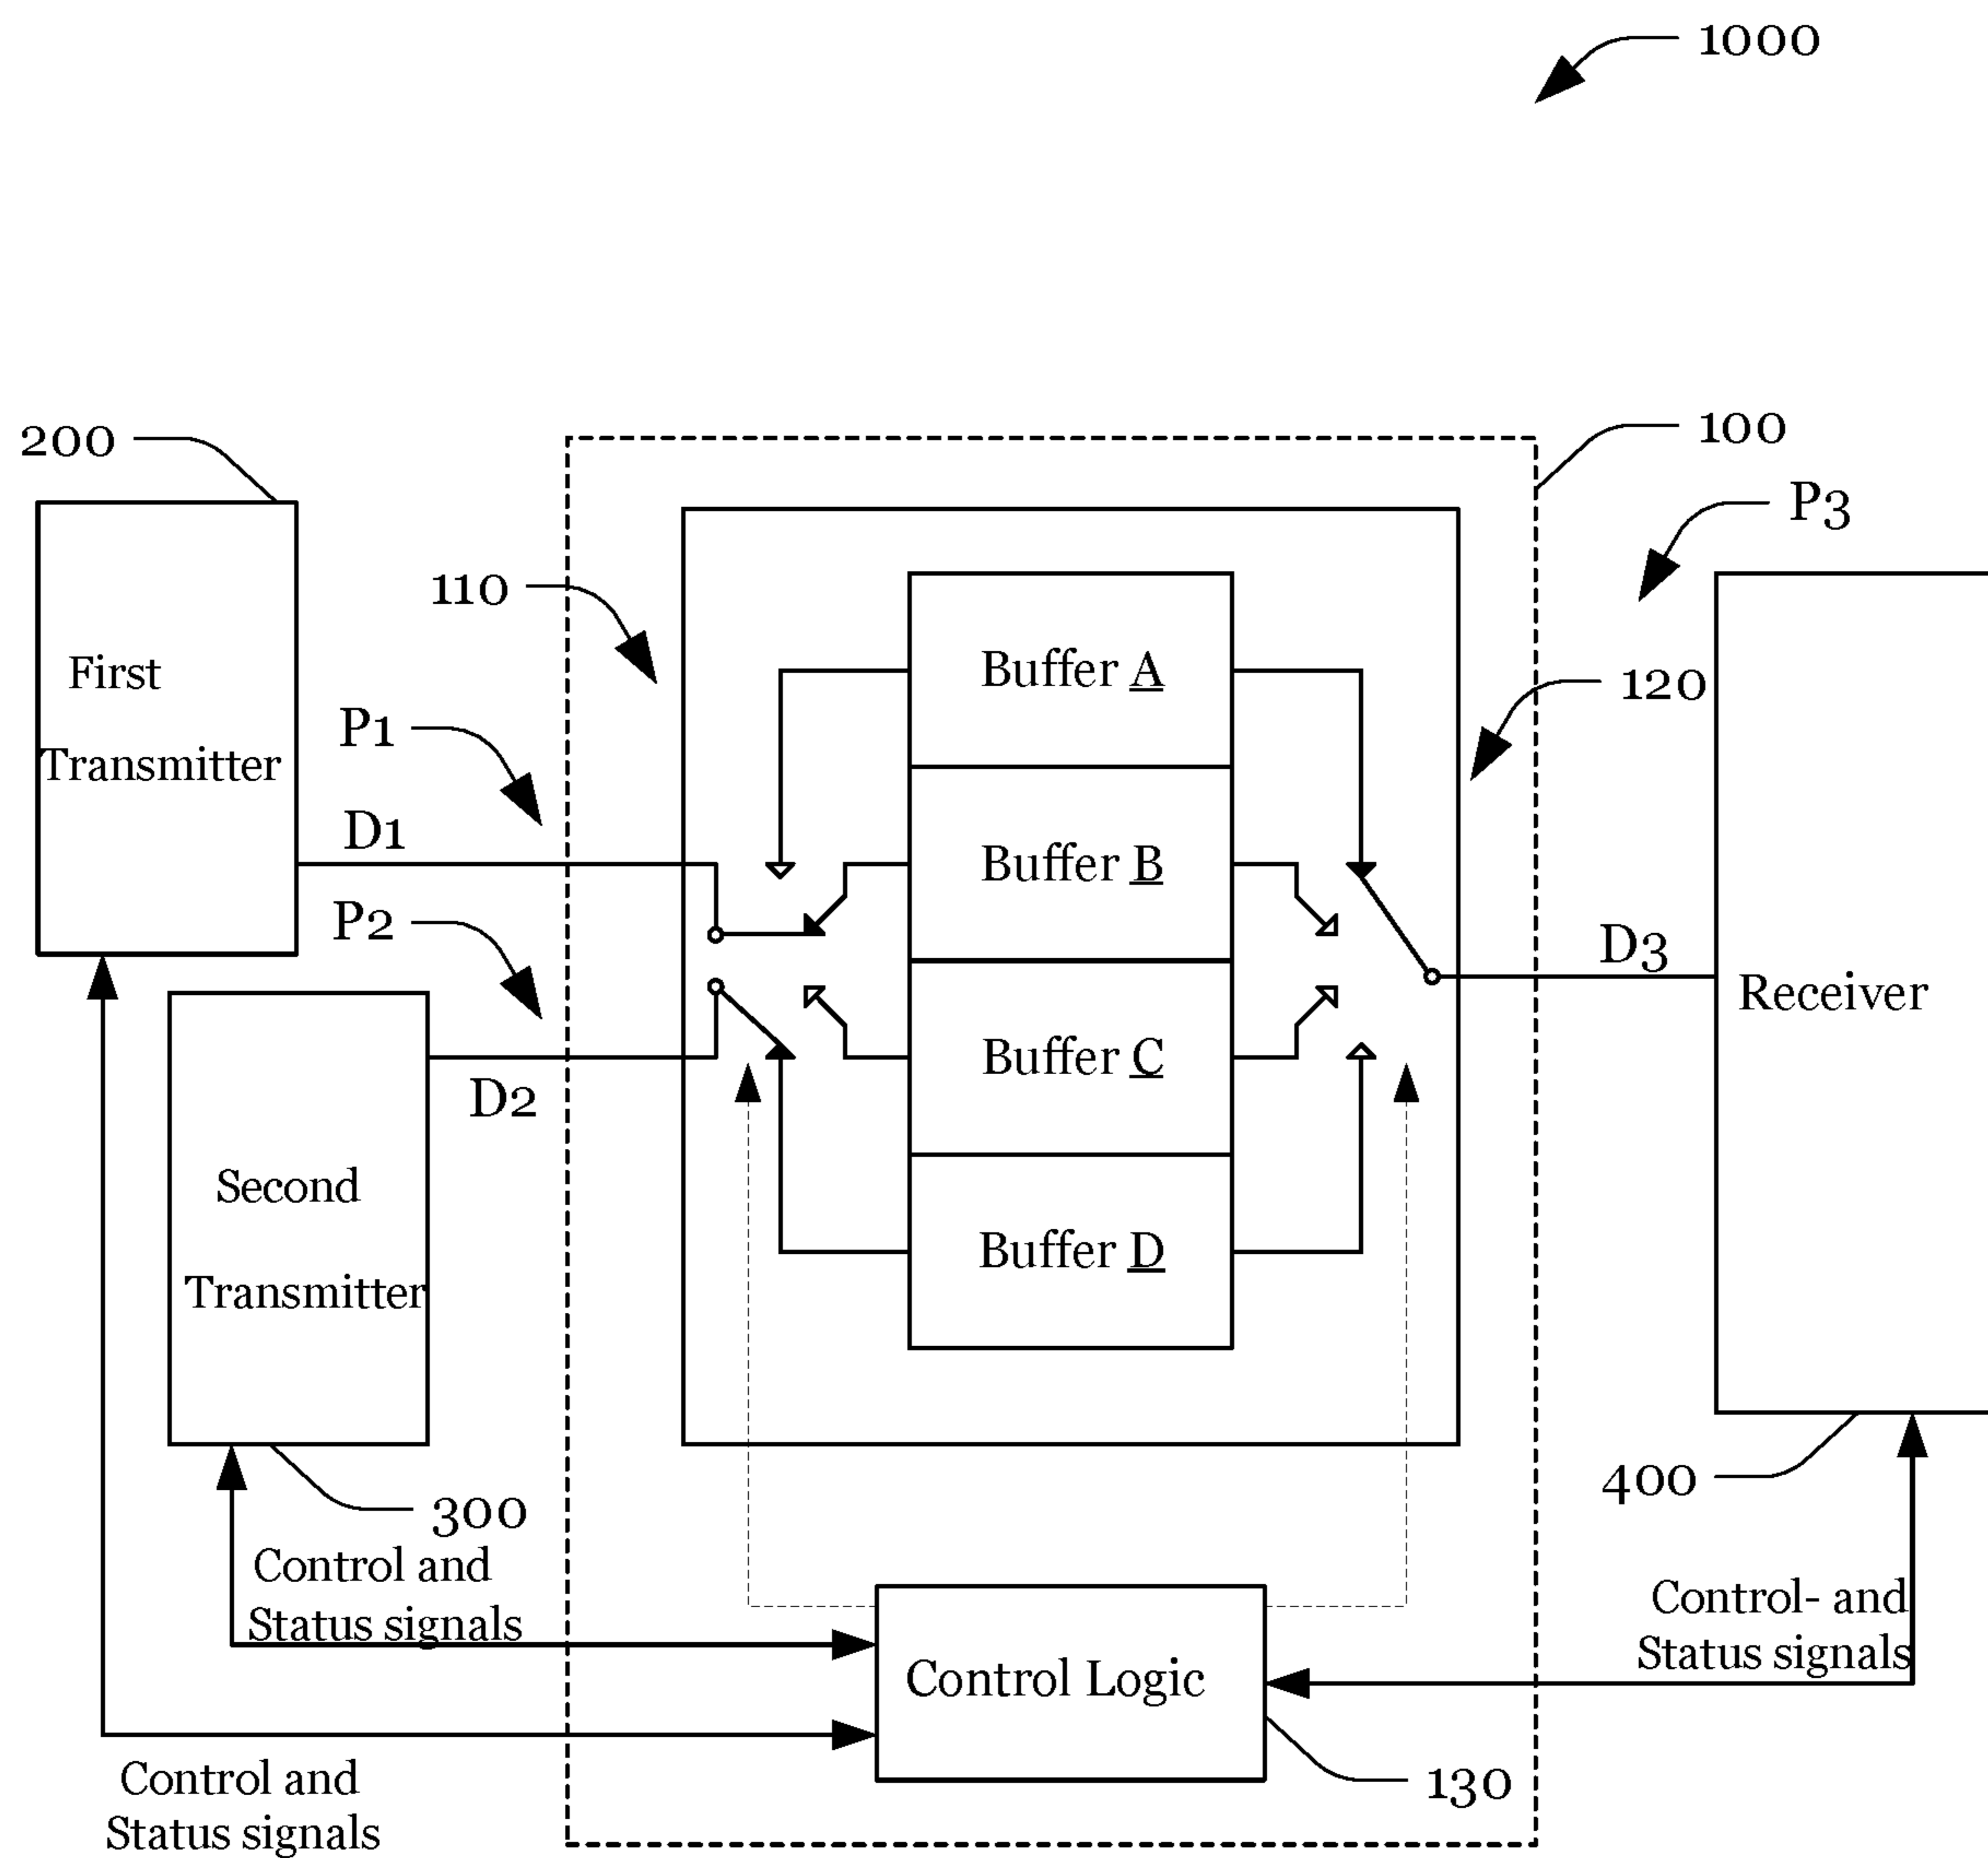 1000
200
100
P3
110
Buffer A
First
Transmitter
120
P1
D1
Buffer B
P2
D3
Receiver
Buffer C
D2
Second
Transmitter
Buffer D
400
300
Control and
Status signals
Control- and
Status signals
Control Logic
130
Control and
Status signals